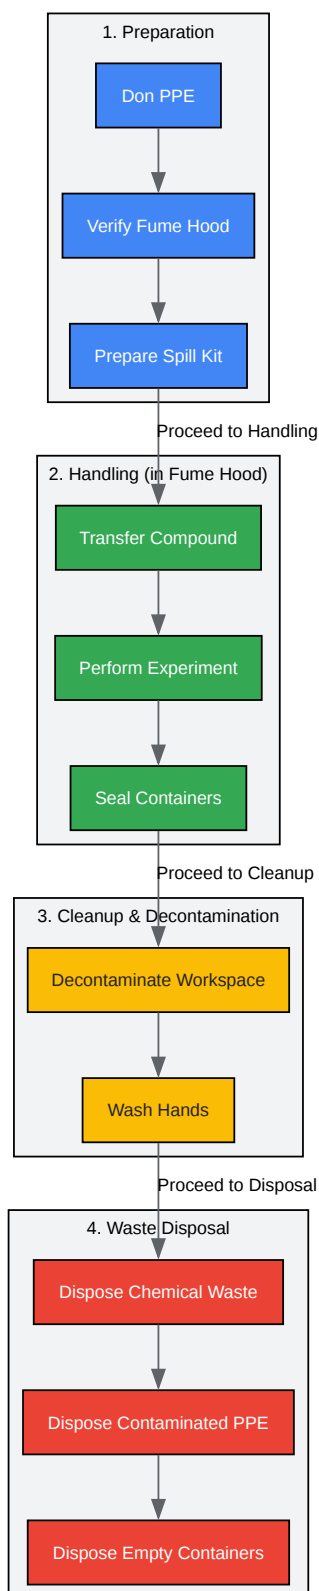 1. Preparation
Don PPE
Verify Fume Hood
Prepare Spill Kit
Proceed to Handling
2. Handling (in Fume Hood)
Transfer Compound
Perform Experiment
Seal Containers
Proceed to Cleanup
3. Cleanup & Decontamination
Decontaminate Workspace
Wash Hands
Proceed to Disposal
4. Waste Disposal
Dispose Chemical Waste
Dispose Contaminated PPE
Dispose Empty Containers